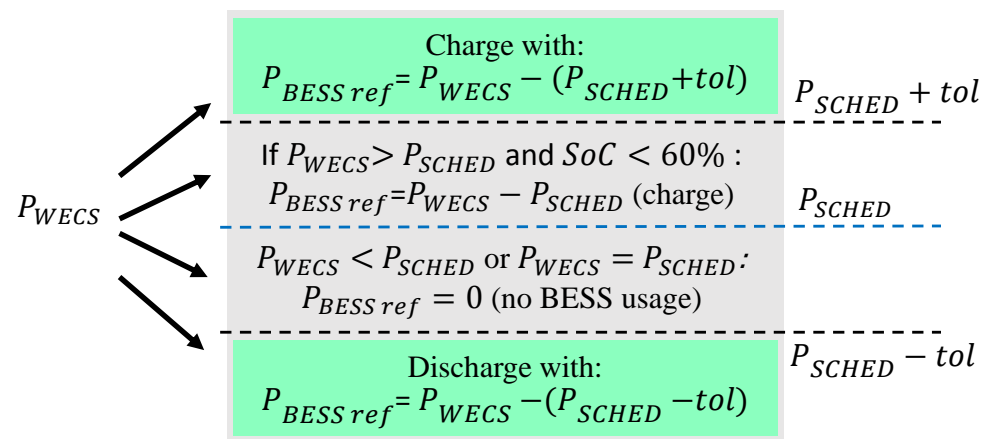 Charge with:
P_BESS ref = P_WECS − (P_SCHED+tol)
P_SCHED + tol
If P_WECS > P_SCHED and SoC < 60% :
P_BESS ref =P_WECS − P_SCHED (charge)
P_WECS
P_SCHED
P_WECS < P_SCHED or P_WECS = P_SCHED:
P_BESS ref = 0 (no BESS usage)
P_SCHED − tol
Discharge with:
P_BESS ref = P_WECS −(P_SCHED −tol)